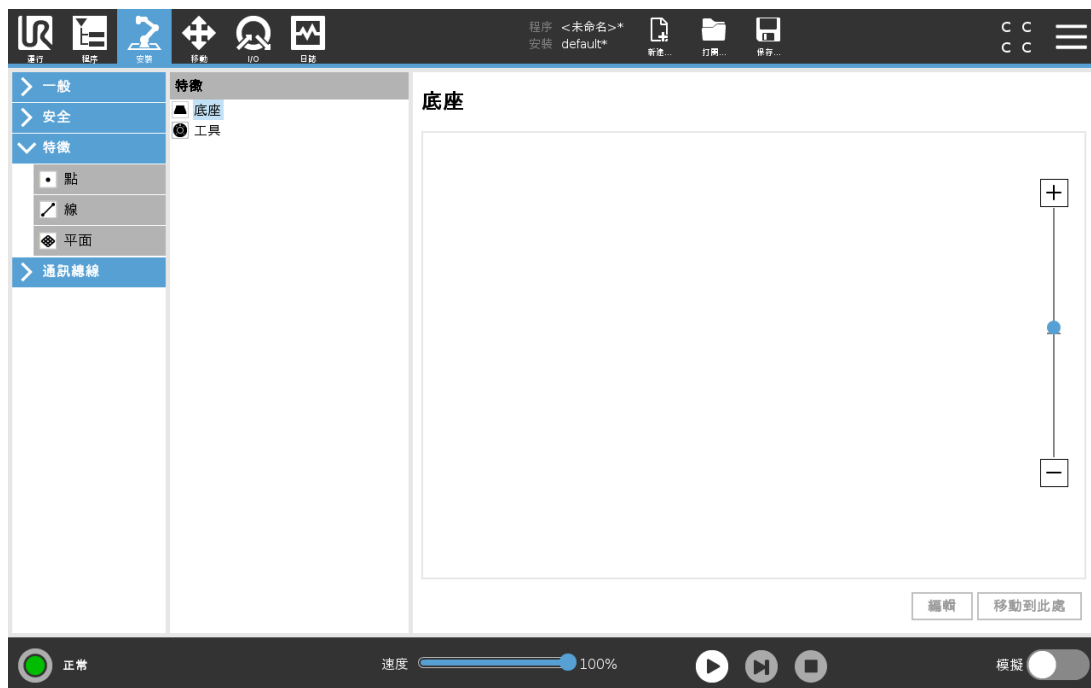 運行 程序 安裝 移動 I/O 日誌
程序 <未命名>*
安裝 default*
新建... 打開... 保存...
C C
C C
一般
安全
特徵
點
線
平面
通訊總線
特徵
底座
工具
底座
編輯 移動到此處
正常
速度 100%
模擬